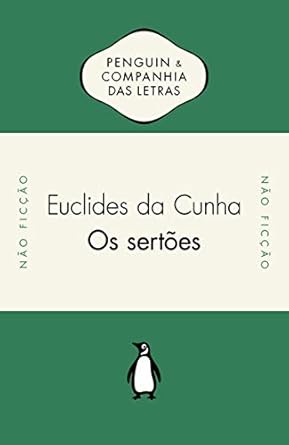 PENGUIN &
COMPANHIA
DAS LETRAS
NÃO FICÇÃO
Euclides da Cunha
Os sertões
NÃO FICÇÃO